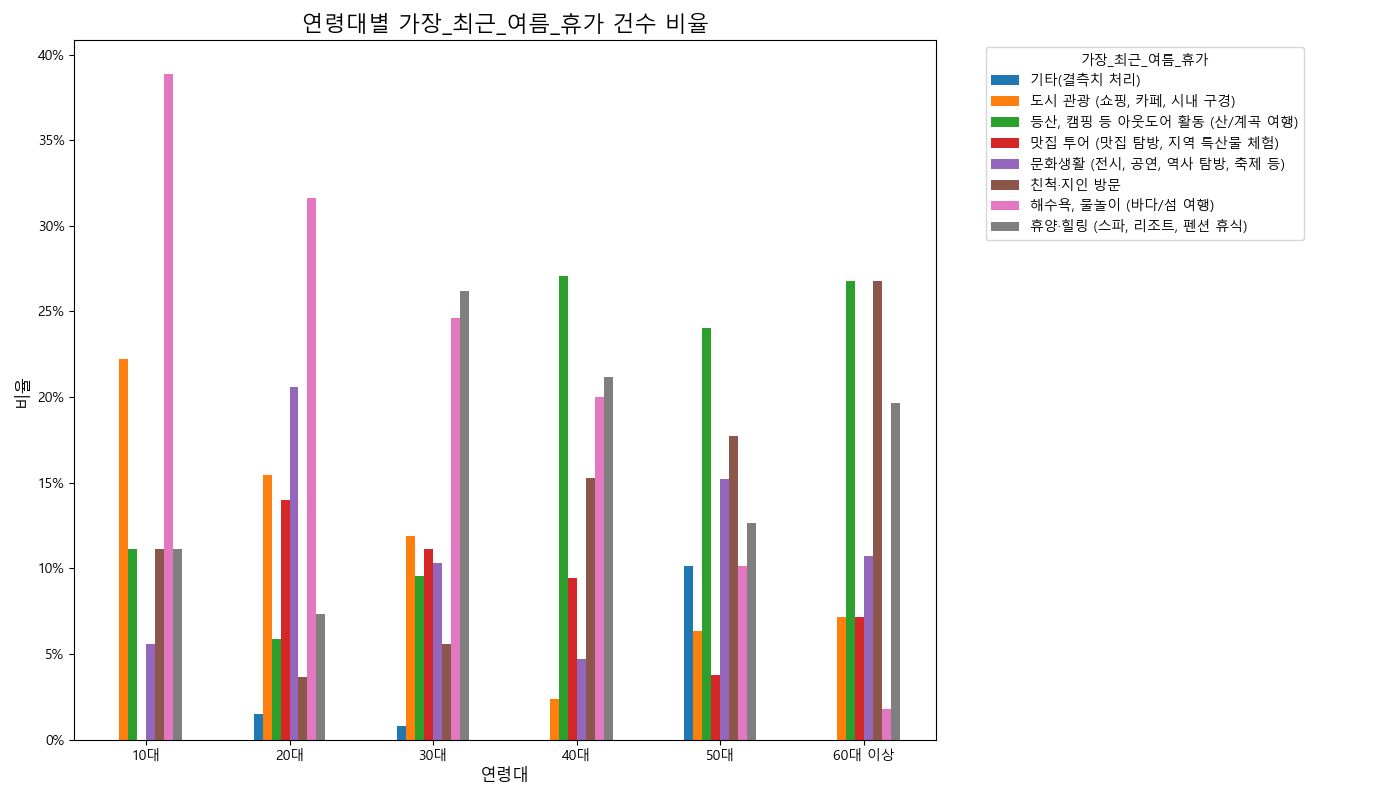 연령대별 가장_최근_여름_휴가 건수 비율
40%
35%
30%
25%
20%
15%
10%
5%
0%
비율
10대
20대
30대
40대
50대
60대 이상
연령대
가장_최근_여름_휴가
기타(결측치 처리)
도시 관광 (쇼핑, 카페, 시내 구경)
등산, 캠핑 등 아웃도어 활동 (산/계곡 여행)
맛집 투어 (맛집 탐방, 지역 특산물 체험)
문화생활 (전시, 공연, 역사 탐방, 축제 등)
친척·지인 방문
해수욕, 물놀이 (바다/섬 여행)
휴양·힐링 (스파, 리조트, 펜션 휴식)